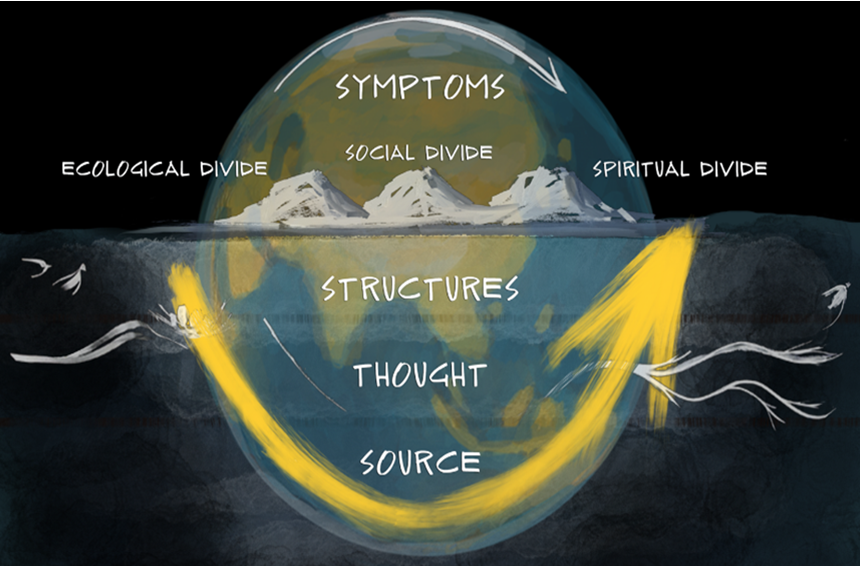 SYMPTOMS
SOCIAL DIVIDE
ECOLOGICAL DIVIDE
SPIRITUAL DIVIDE
STRUCTURES
THOUGHT
SOURCE